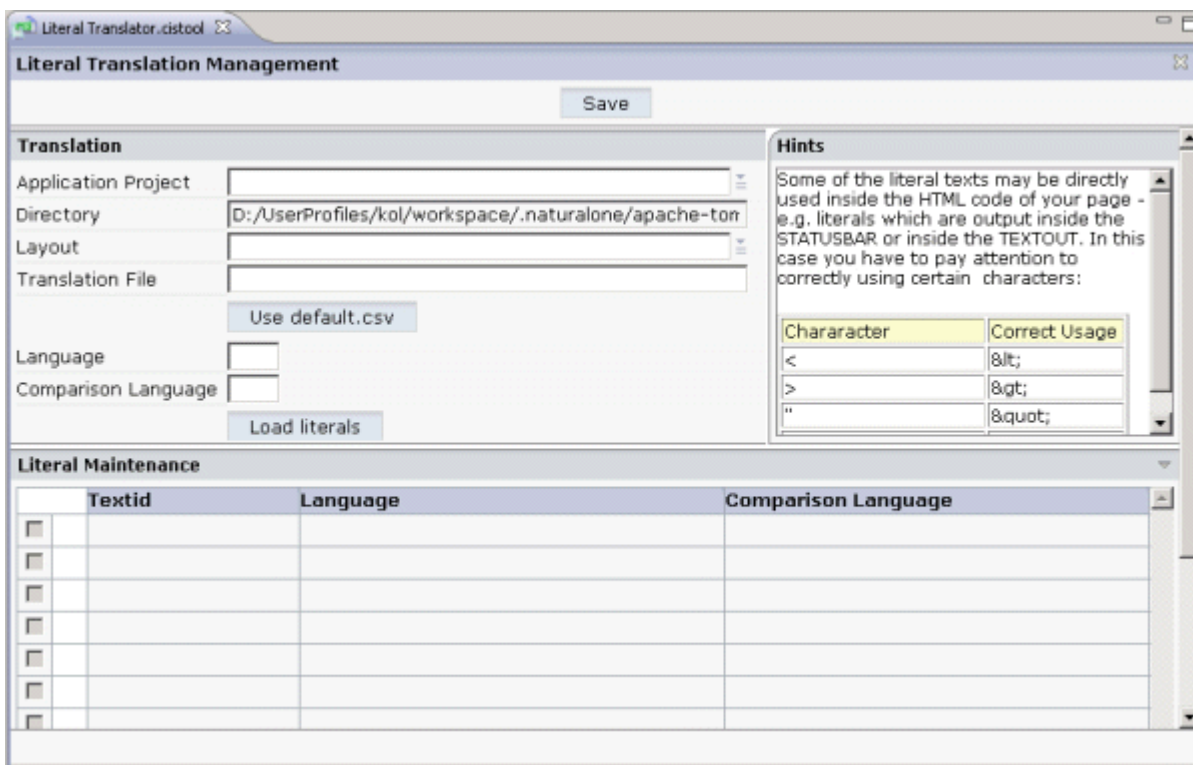 Literal Translator.cistool
Literal Translation Management
Save
Translation
Application Project
Directory D:/UserProfiles/kol/workspace/.naturalone/apache-tom
Layout
Translation File
Use default.csv
Language
Comparison Language
Load literals
Hints
Some of the literal texts may be directly
used inside the HTML code of your page -
e.g. literals which are output inside the
STATUSBAR or inside the TEXTOUT. In this
case you have to pay attention to
correctly using certain characters:
Chararacter Correct Usage
< &lt;
> &gt;
" &quot;
Literal Maintenance
Textid Language Comparison Language